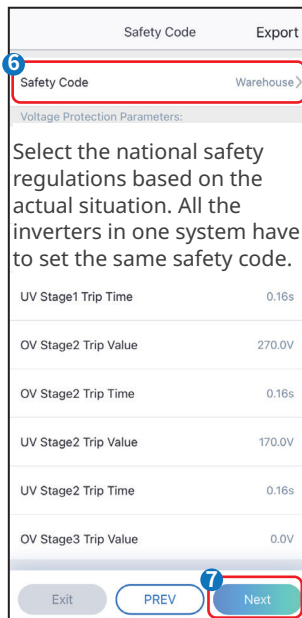 Safety Code Export
6
Safety Code Warehouse
Voltage Protection Parameters:
Select the national safety
regulations based on the
actual situation. All the
inverters in one system have
to set the same safety code.
UV Stage1 Trip Time 0.16s
OV Stage2 Trip Value 270.0V
OV Stage2 Trip Time 0.16s
UV Stage2 Trip Value 170.0V
UV Stage2 Trip Time 0.16s
OV Stage3 Trip Value 0.0V
7
Exit PREV Next